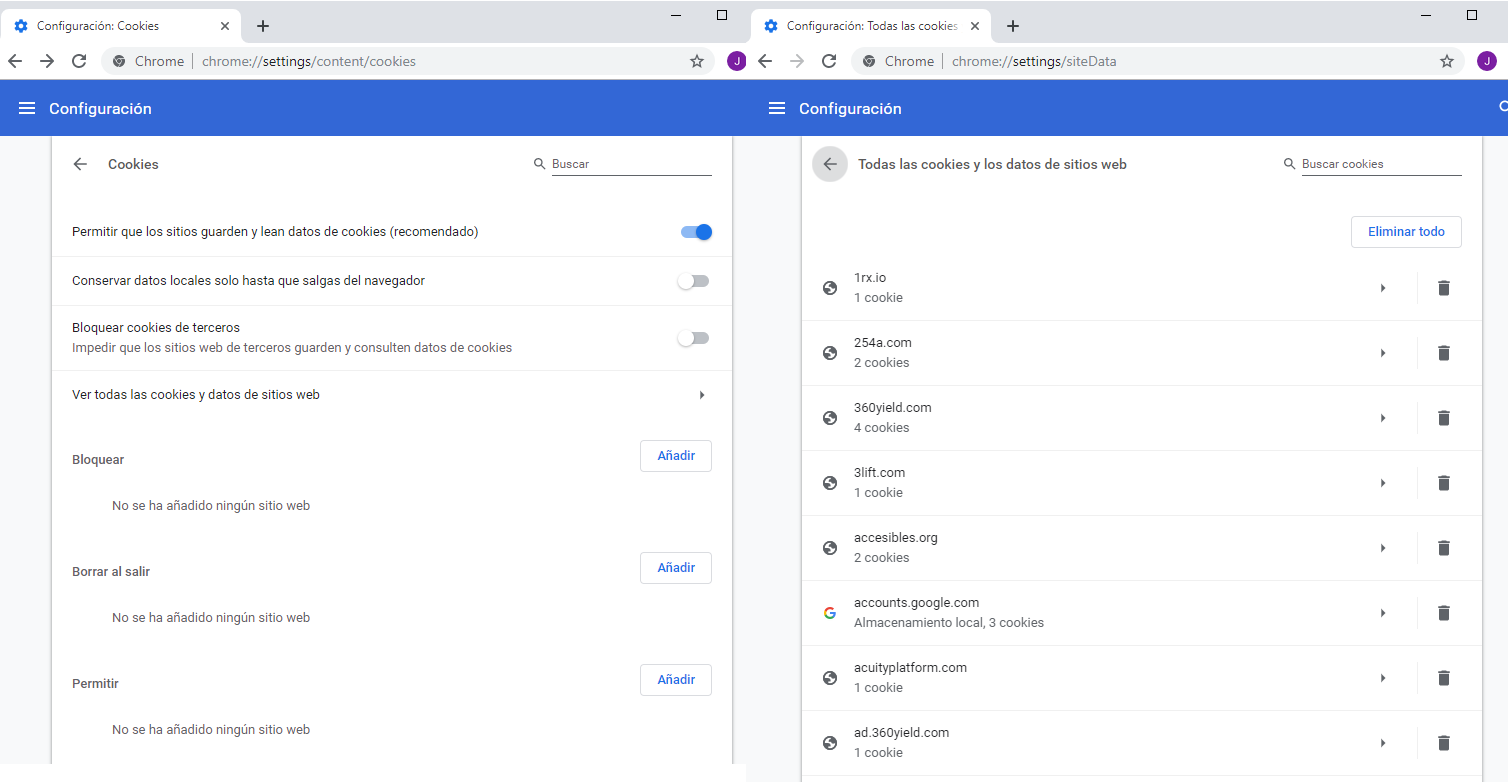 Configuración: Cookies
Chrome
chrome://settings/content/cookies
J
Configuración
Cookies
Buscar
Permitir que los sitios guarden y lean datos de cookies (recomendado)
Conservar datos locales solo hasta que salgas del navegador
Bloquear cookies de terceros
Impedir que los sitios web de terceros guarden y consulten datos de cookies
Ver todas las cookies y datos de sitios web
Bloquear
Añadir
No se ha añadido ningún sitio web
Borrar al salir
Añadir
No se ha añadido ningún sitio web
Permitir
Añadir
No se ha añadido ningún sitio web
Configuración: Todas las cookies
Chrome
chrome://settings/siteData
J
Configuración
Todas las cookies y los datos de sitios web
Buscar cookies
Eliminar todo
1rx.io
1 cookie
254a.com
2 cookies
360yield.com
4 cookies
3lift.com
1 cookie
accesibles.org
2 cookies
accounts.google.com
Almacenamiento local, 3 cookies
acuityplatform.com
1 cookie
ad.360yield.com
1 cookie